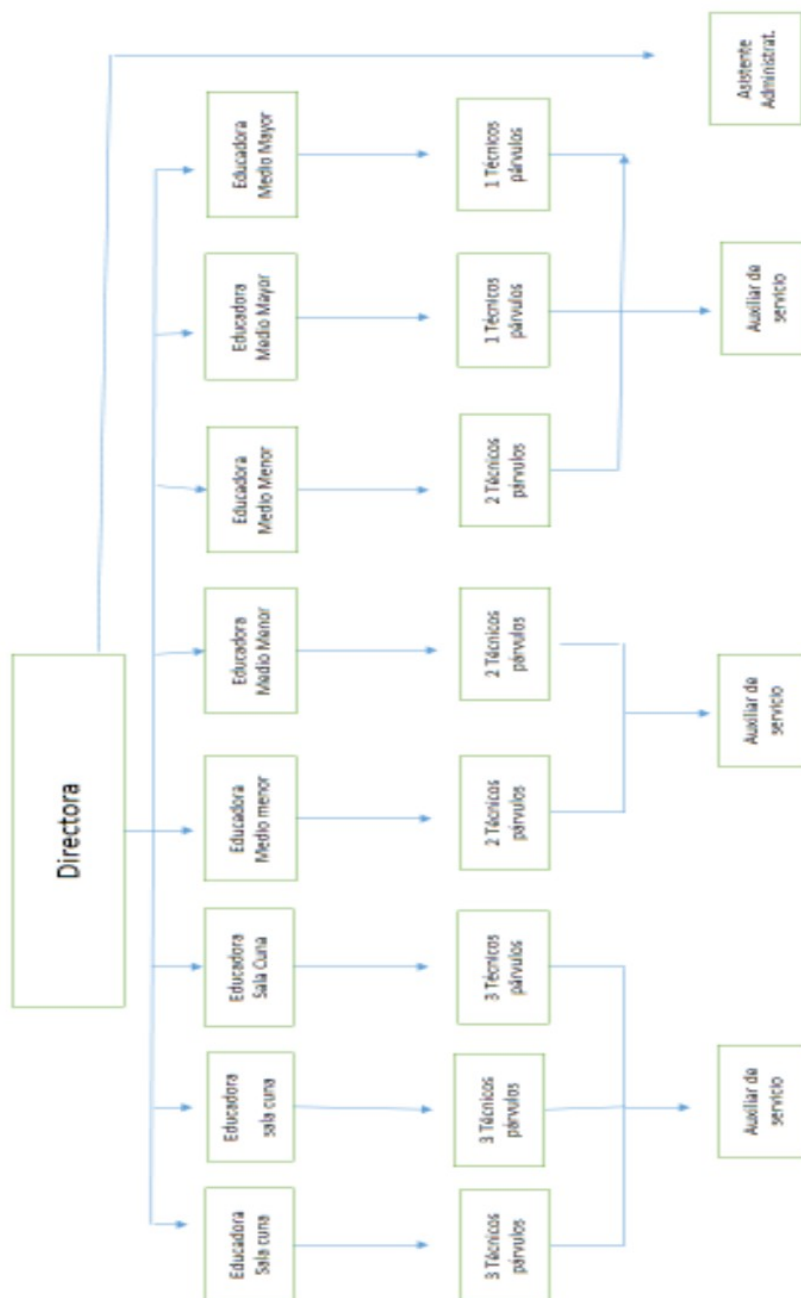 Directora
Educadora
Sala cuna
Educadora
sala cuna
Educadora
Sala Cuna
Educadora
Medio menor
Educadora
Medio Menor
Educadora
Medio Menor
Educadora
Medio Mayor
Educadora
Medio Mayor
3 Técnicos
párvulos
3 Técnicos
párvulos
3 Técnicos
párvulos
2 Técnicos
párvulos
2 Técnicos
párvulos
2 Técnicos
párvulos
1 Técnicos
párvulos
1 Técnicos
párvulos
Auxiliar de
servicio
Auxiliar de
servicio
Auxiliar de
servicio
Asistente
Administrat.